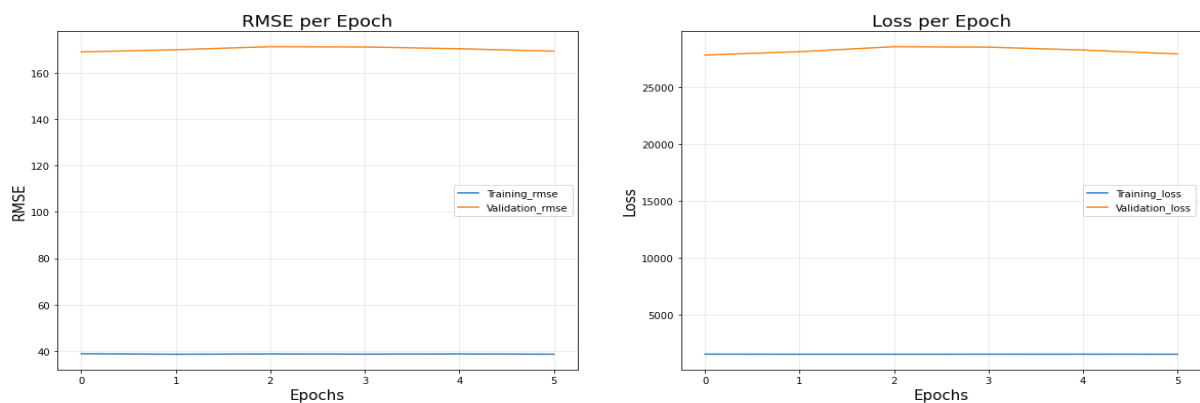 RMSE per Epoch
160
140
120
100
80
60
40
RMSE
Training_rmse
Validation_rmse
0 1 2 3 4 5
Epochs
Loss per Epoch
25000
20000
15000
10000
5000
Loss
Training_loss
Validation_loss
0 1 2 3 4 5
Epochs